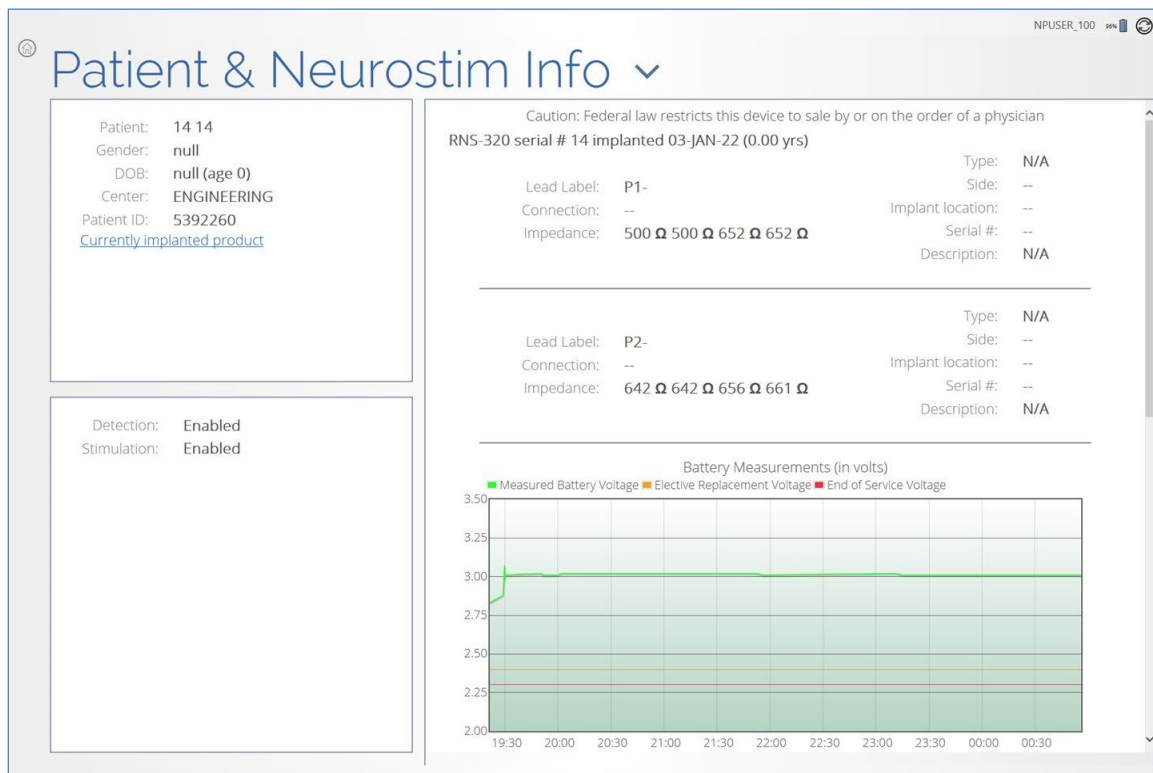 NPUSER_100 96%
Patient & Neurostim Info
Patient: 14 14
Gender: null
DOB: null (age 0)
Center: ENGINEERING
Patient ID: 5392260
Currently implanted product
Detection: Enabled
Stimulation: Enabled
Caution: Federal law restricts this device to sale by or on the order of a physician
RNS-320 serial # 14 implanted 03-JAN-22 (0.00 yrs)
Lead Label: P1-
Connection: --
Impedance: 500 Ω 500 Ω 652 Ω 652 Ω
Type: N/A
Side: --
Implant location: --
Serial #: --
Description: N/A
Lead Label: P2-
Connection: --
Impedance: 642 Ω 642 Ω 656 Ω 661 Ω
Type: N/A
Side: --
Implant location: --
Serial #: --
Description: N/A
Battery Measurements (in volts)
Measured Battery Voltage Elective Replacement Voltage End of Service Voltage
3.50
3.25
3.00
2.75
2.50
2.25
2.00
19:30 20:00 20:30 21:00 21:30 22:00 22:30 23:00 23:30 00:00 00:30